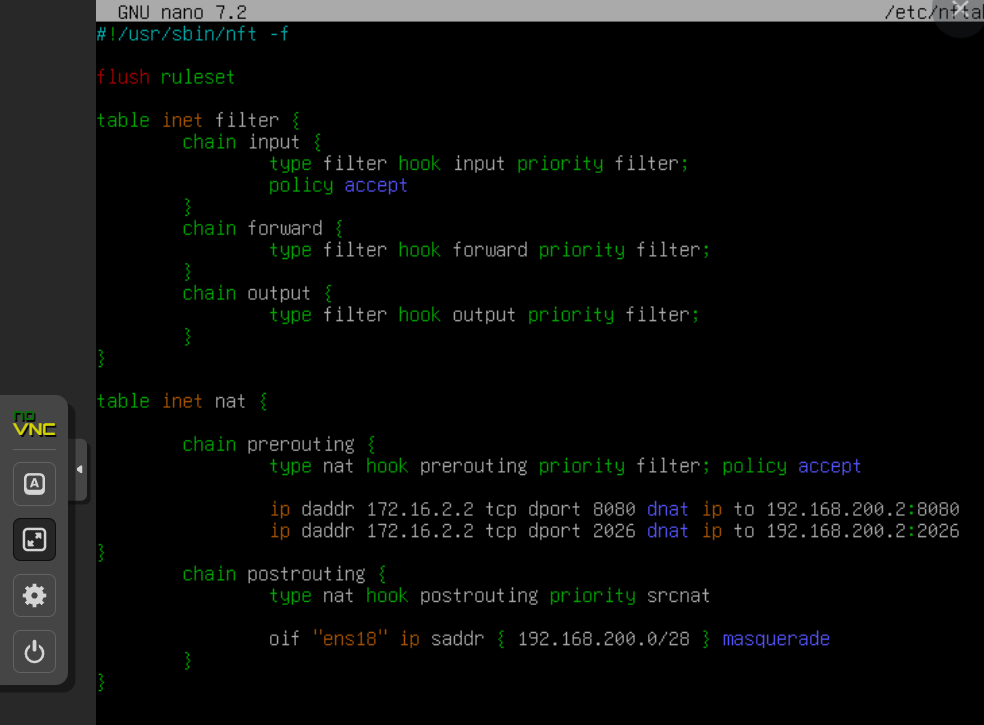 GNU nano 7.2 /etc/nftab
#!/usr/sbin/nft -f
flush ruleset
table inet filter {
chain input {
type filter hook input priority filter;
policy accept
}
chain forward {
type filter hook forward priority filter;
}
chain output {
type filter hook output priority filter;
}
}
table inet nat {
chain prerouting {
type nat hook prerouting priority filter; policy accept
ip daddr 172.16.2.2 tcp dport 8080 dnat ip to 192.168.200.2:8080
ip daddr 172.16.2.2 tcp dport 2026 dnat ip to 192.168.200.2:2026
}
chain postrouting {
type nat hook postrouting priority srcnat
oif "ens18" ip saddr { 192.168.200.0/28 } masquerade
}
}
no
VNC
A